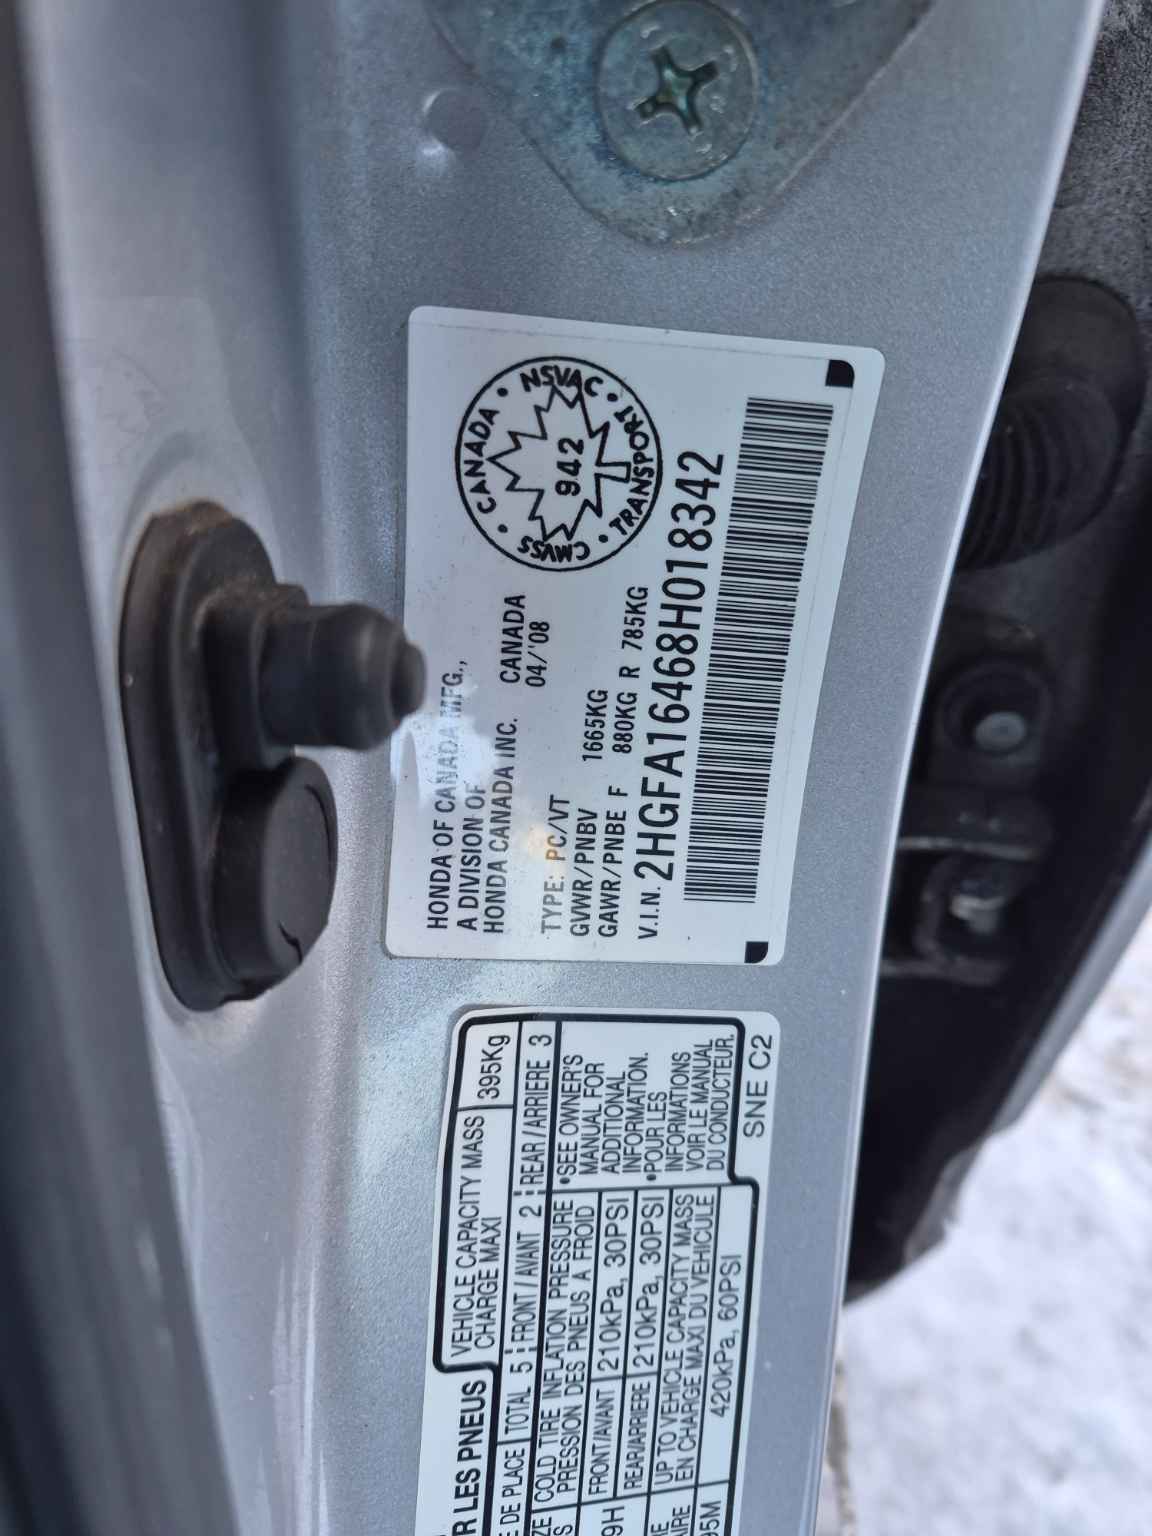 HONDA OF CANADA MFG.,
A DIVISION OF
HONDA CANADA INC. CANADA
04/'08
TYPE: PC/VT
GVWR/PNBV 1665KG
GAWR/PNBE F 880KG R 785KG
V.I.N. 2HGFA16468H018342
CANADA • NSVAC • TRANSPORT • CMVSS •
942
R LES PNEUS
VEHICLE CAPACITY MASS
CHARGE MAXI
395Kg
DE PLACE TOTAL 5 FRONT/AVANT 2 REAR/ARRIERE 3
COLD TIRE INFLATION PRESSURE
PRESSION DES PNEUS A FROID
FRONT/AVANT 210kPa, 30PSI
REAR/ARRIERE 210kPa, 30PSI
UP TO VEHICLE CAPACITY MASS
EN CHARGE MAXI DU VEHICULE
420kPa, 60PSI
•SEE OWNER'S
MANUAL FOR
ADDITIONAL
INFORMATION.
•POUR LES
INFORMATIONS
VOIR LE MANUAL
DU CONDUCTEUR.
SNE C2